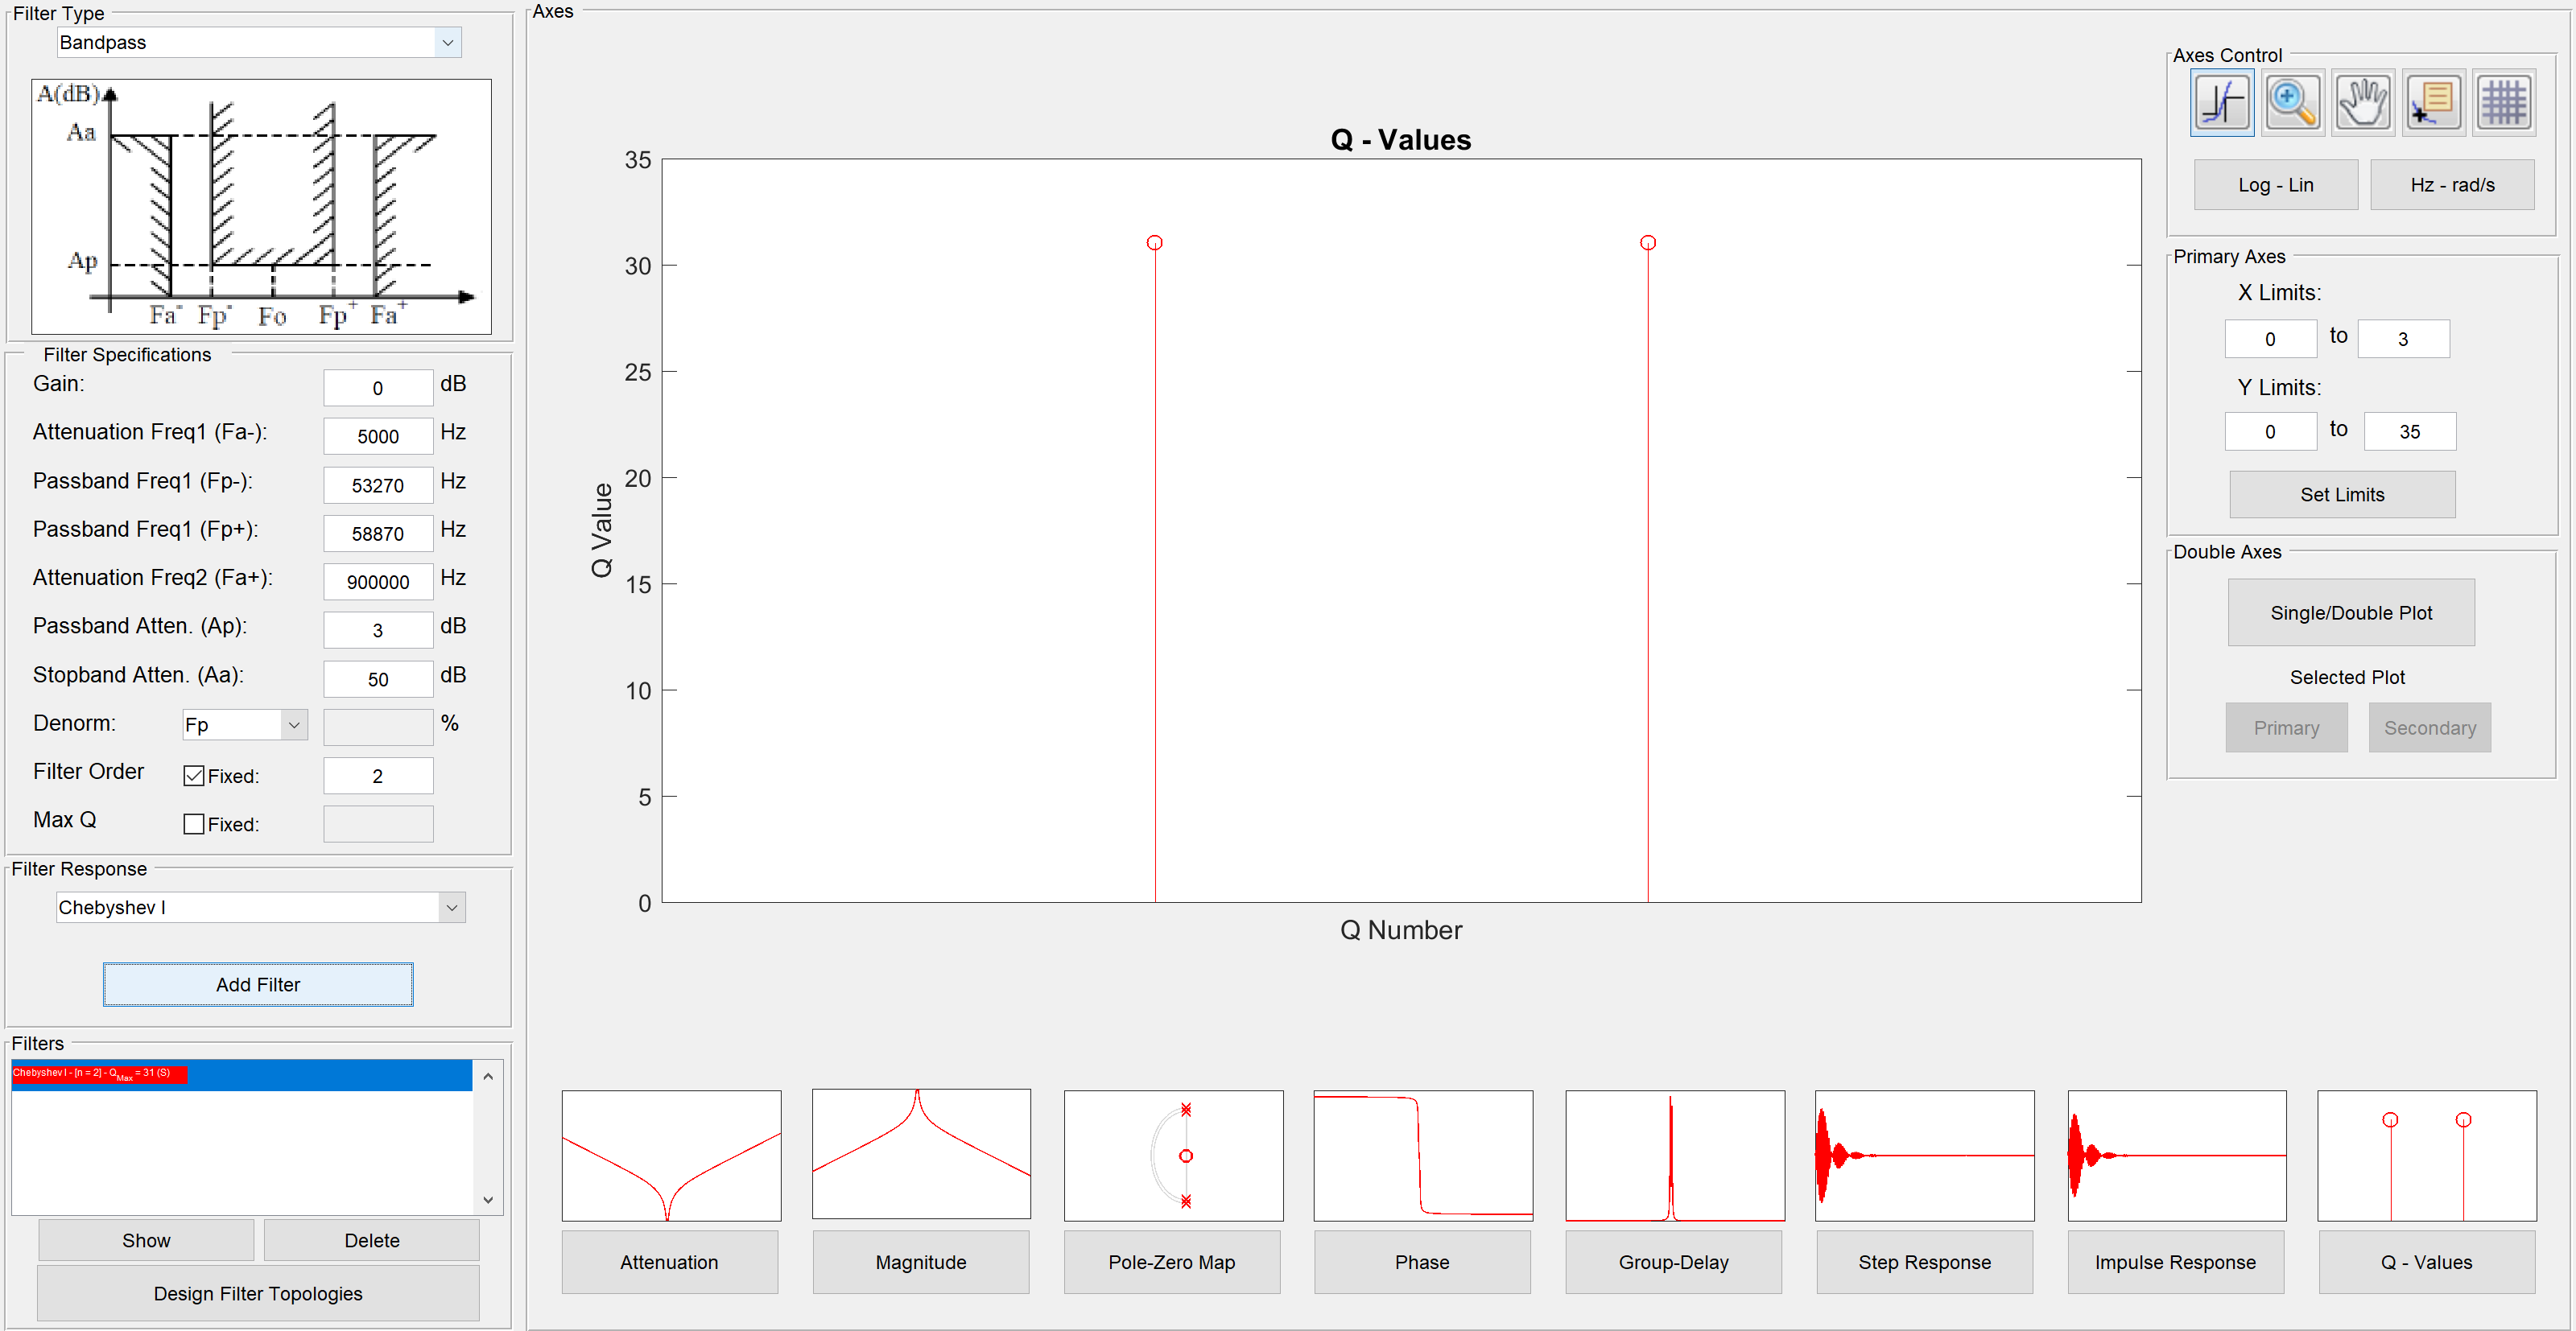 Filter Type
Bandpass
A(dB)
Aa
Ap
Fa- Fp- Fo Fp+ Fa+
Filter Specifications
Gain: 0 dB
Attenuation Freq1 (Fa-): 5000 Hz
Passband Freq1 (Fp-): 53270 Hz
Passband Freq1 (Fp+): 58870 Hz
Attenuation Freq2 (Fa+): 900000 Hz
Passband Atten. (Ap): 3 dB
Stopband Atten. (Aa): 50 dB
Denorm: Fp %
Filter Order Fixed: 2
Max Q Fixed:
Filter Response
Chebyshev I
Add Filter
Filters
Chebyshev I - [n = 2] - QMax = 31 (S)
Show Delete
Design Filter Topologies
Axes
Q - Values
35
30
25
20
15
10
5
0
Q Value
Q Number
Attenuation Magnitude Pole-Zero Map Phase Group-Delay Step Response Impulse Response Q - Values
Axes Control
Log - Lin Hz - rad/s
Primary Axes
X Limits:
0 to 3
Y Limits:
0 to 35
Set Limits
Double Axes
Single/Double Plot
Selected Plot
Primary Secondary